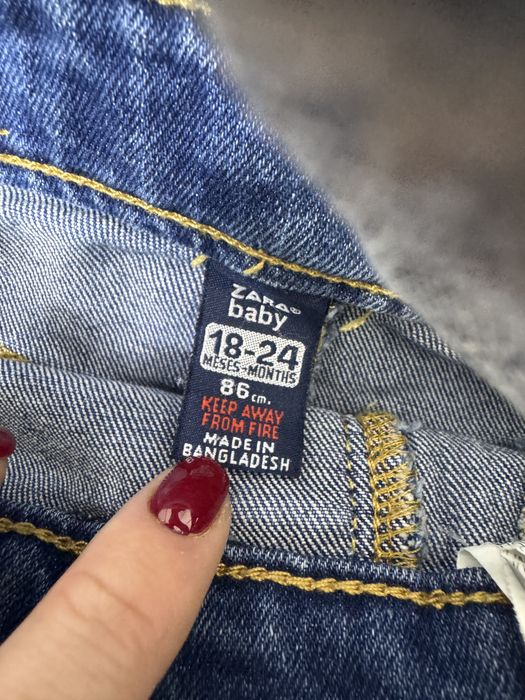 ZARA®
baby
18-24
MESES-MONTHS
86 cm.
KEEP AWAY
FROM FIRE
MADE IN
BANGLADESH